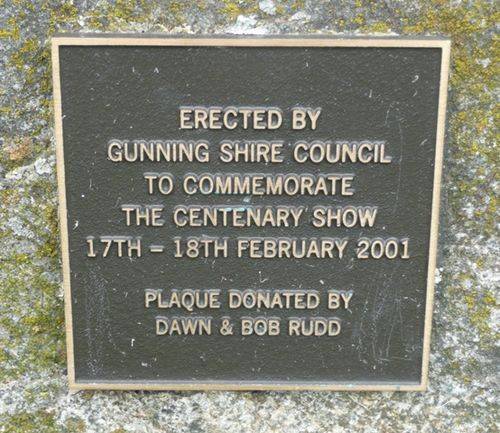 ERECTED BY
GUNNING SHIRE COUNCIL
TO COMMEMORATE
THE CENTENARY SHOW
17TH - 18TH FEBRUARY 2001
PLAQUE DONATED BY
DAWN & BOB RUDD